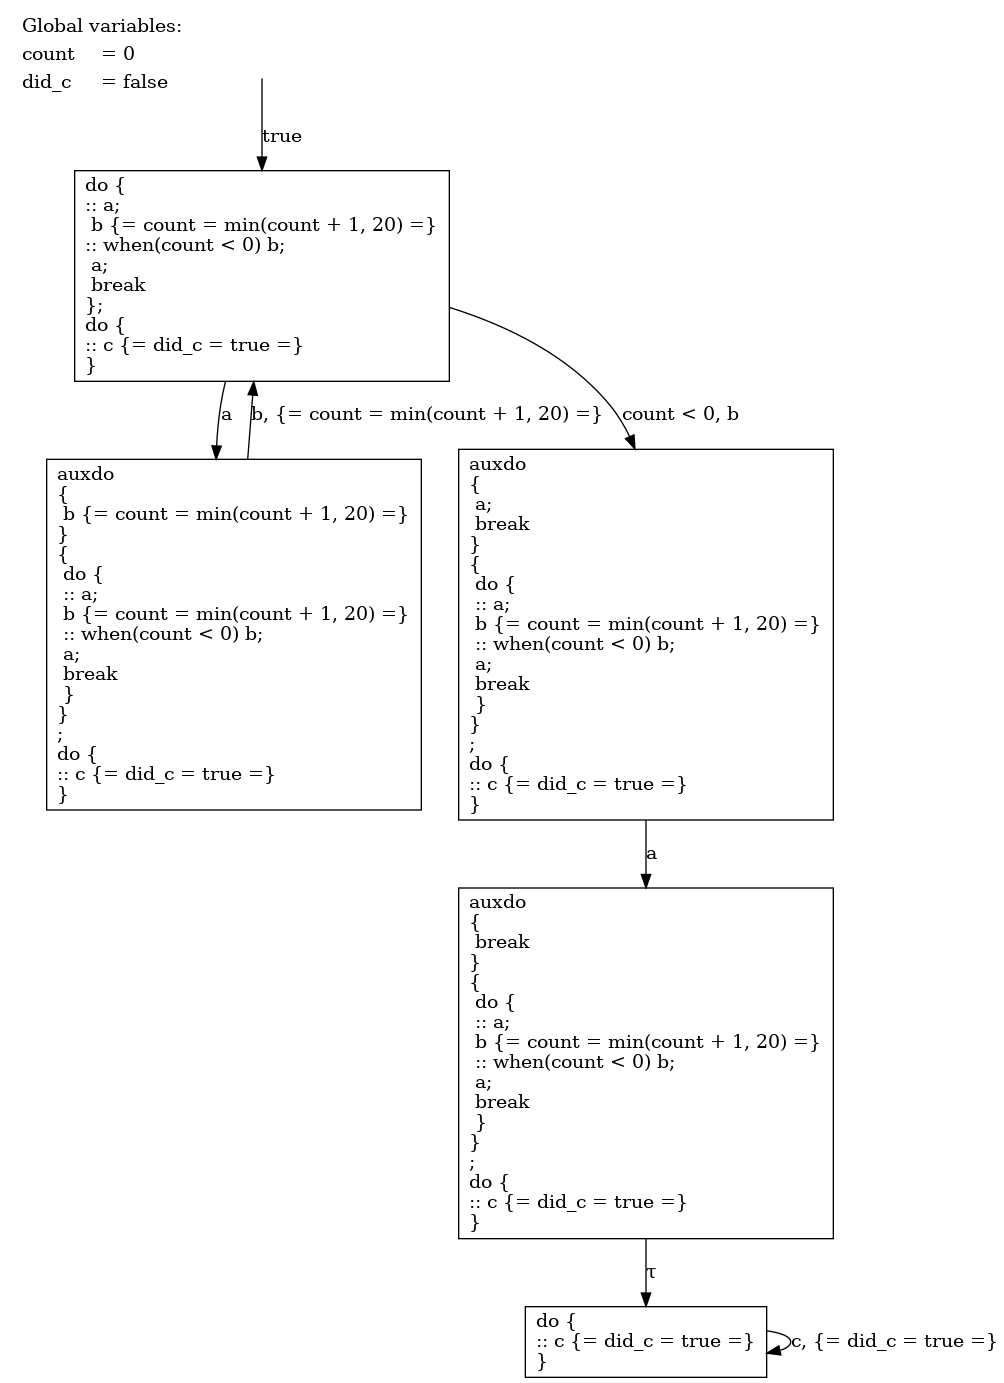 Global variables:
count = 0
did_c = false
true
do {
:: a;
b {= count = min(count + 1, 20) =}
:: when(count < 0) b;
a;
break
};
do {
:: c {= did_c = true =}
}
a
b, {= count = min(count + 1, 20) =}
count < 0, b
auxdo
{
b {= count = min(count + 1, 20) =}
}
{
do {
:: a;
b {= count = min(count + 1, 20) =}
:: when(count < 0) b;
a;
break
}
}
;
do {
:: c {= did_c = true =}
}
auxdo
{
a;
break
}
{
do {
:: a;
b {= count = min(count + 1, 20) =}
:: when(count < 0) b;
a;
break
}
}
;
do {
:: c {= did_c = true =}
}
a
auxdo
{
break
}
{
do {
:: a;
b {= count = min(count + 1, 20) =}
:: when(count < 0) b;
a;
break
}
}
;
do {
:: c {= did_c = true =}
}
τ
do {
:: c {= did_c = true =}
}
c, {= did_c = true =}